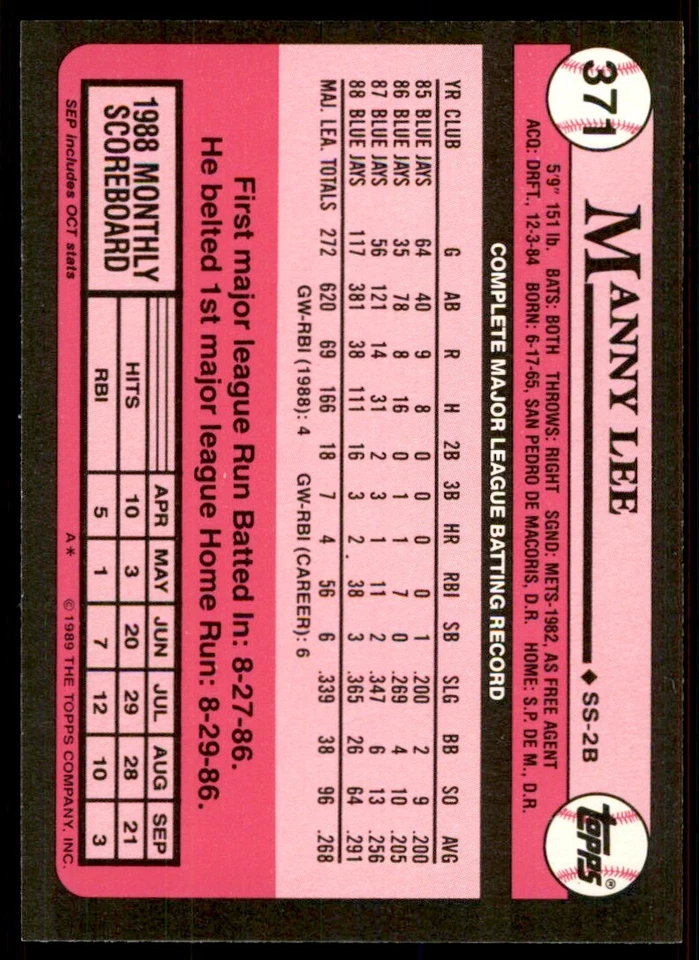 371
MANNY LEE
◆ SS-2B
topps®
5'9" 151 lb. BATS: BOTH THROWS: RIGHT SGND: METS-1982, AS FREE AGENT
ACQ: DRFT., 12-3-84 BORN: 6-17-65, SAN PEDRO DE MACORIS, D.R. HOME: S.P. DE M., D.R.
COMPLETE MAJOR LEAGUE BATTING RECORD
YR CLUB G AB R H 2B 3B HR RBI SB SLG BB SO AVG
85 BLUE JAYS 64 40 9 8 0 0 0 0 1 .200 2 9 .200
86 BLUE JAYS 35 78 8 16 0 1 1 7 0 .269 4 10 .205
87 BLUE JAYS 56 121 14 31 2 3 1 11 2 .347 6 13 .256
88 BLUE JAYS 117 381 38 111 16 3 2 38 3 .365 26 64 .291
MAJ. LEA. TOTALS 272 620 69 166 18 7 4 56 6 .339 38 96 .268
GW-RBI (1988): 4 GW-RBI (CAREER): 6
First major league Run Batted In: 8-27-86.
He belted 1st major league Home Run: 8-29-86.
1988 MONTHLY
SCOREBOARD
APR MAY JUN JUL AUG SEP
HITS 10 3 20 29 28 21
RBI 5 1 7 12 10 3
SEP includes OCT stats
A* © 1989 THE TOPPS COMPANY, INC.